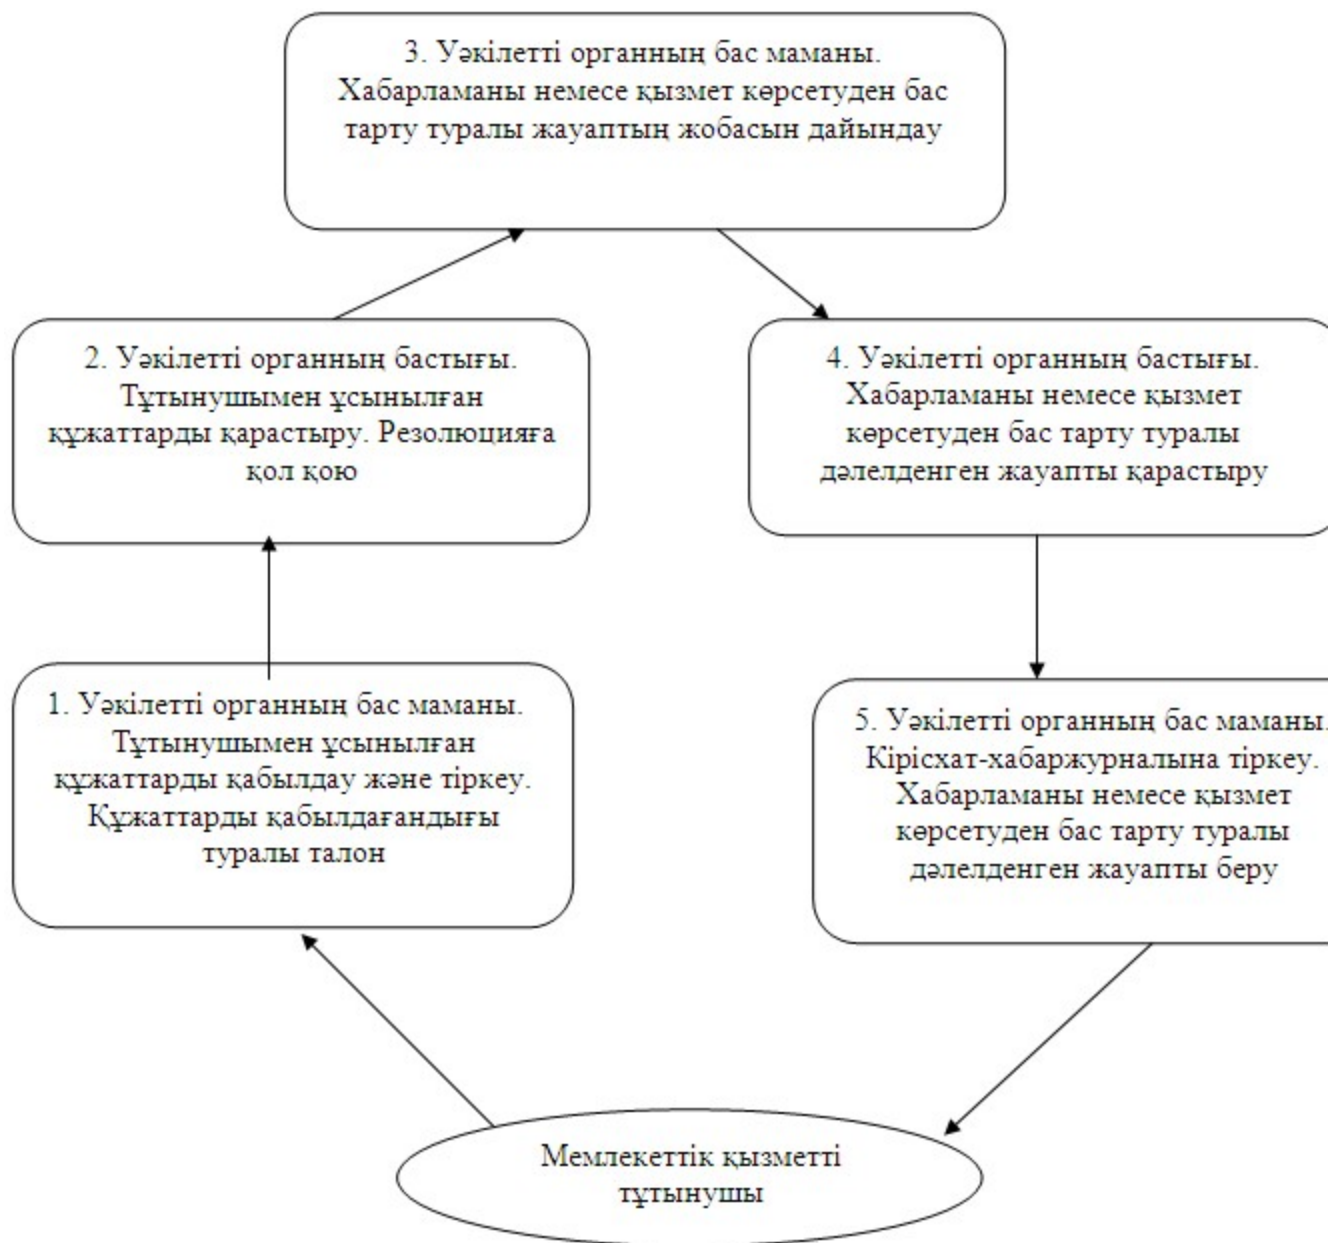 3. Уәкілетті органның бас маманы.
Хабарламаны немесе қызмет көрсетуден бас
тарту туралы жауаптың жобасын дайындау
2. Уәкілетті органның бастығы.
Тұтынушымен ұсынылған
құжаттарды қарастыру. Резолюцияға
қол қою
4. Уәкілетті органның бастығы.
Хабарламаны немесе қызмет
көрсетуден бас тарту туралы
дәлелденген жауапты қарастыру
1. Уәкілетті органның бас маманы.
Тұтынушымен ұсынылған
құжаттарды қабылдау және тіркеу.
Құжаттарды қабылдағандығы
туралы талон
5. Уәкілетті органның бас маманы.
Кірісхат-хабаржурналына тіркеу.
Хабарламаны немесе қызмет
көрсетуден бас тарту туралы
дәлелденген жауапты беру
Мемлекеттік қызметті
тұтынушы